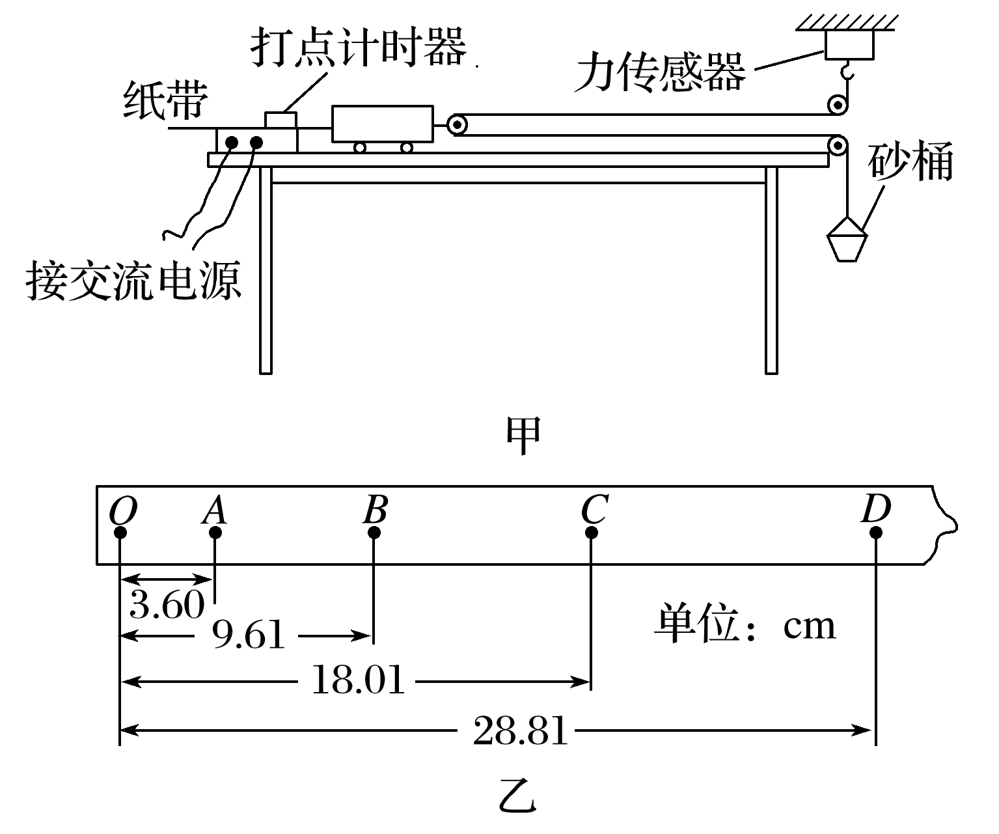 打点计时器
力传感器
纸带
砂桶
接交流电源
甲
O A B C D
3.60
9.61
单位：cm
18.01
28.81
乙